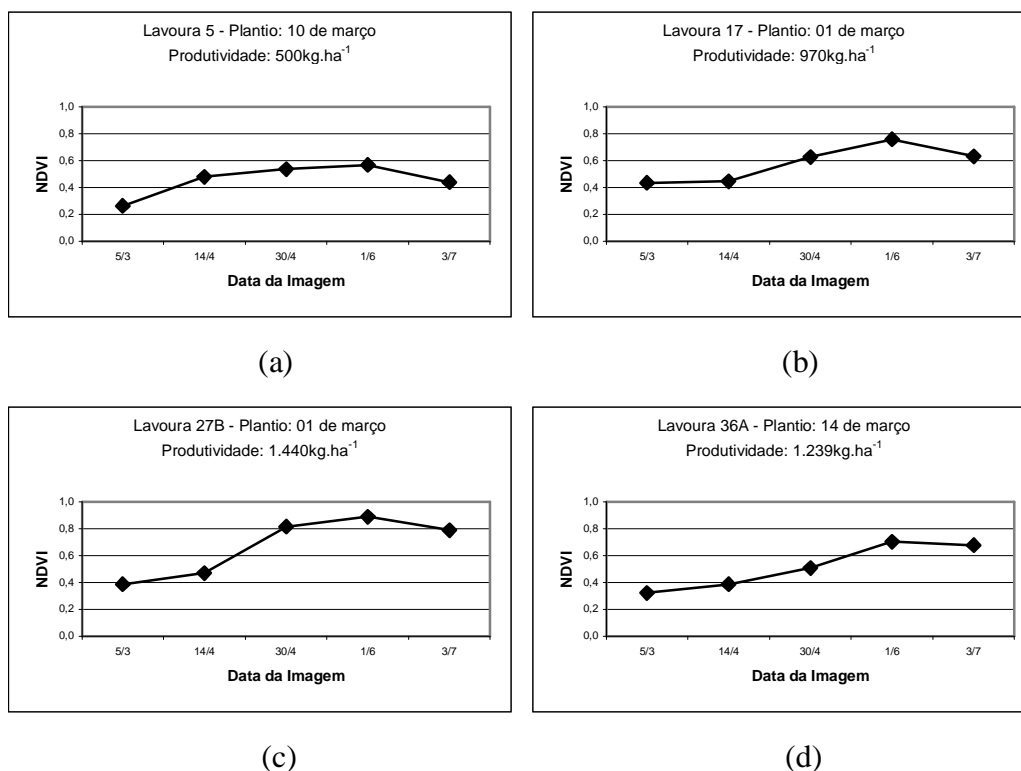 Lavoura 5 - Plantio: 10 de março
Produtividade: 500kg.ha⁻¹
1,0
0,8
0,6
0,4
0,2
0,0
NDVI
5/3 14/4 30/4 1/6 3/7
Data da Imagem
(a)
Lavoura 17 - Plantio: 01 de março
Produtividade: 970kg.ha⁻¹
1,0
0,8
0,6
0,4
0,2
0,0
NDVI
5/3 14/4 30/4 1/6 3/7
Data da Imagem
(b)
Lavoura 27B - Plantio: 01 de março
Produtividade: 1.440kg.ha⁻¹
1,0
0,8
0,6
0,4
0,2
0,0
NDVI
5/3 14/4 30/4 1/6 3/7
Data da Imagem
(c)
Lavoura 36A - Plantio: 14 de março
Produtividade: 1.239kg.ha⁻¹
1,0
0,8
0,6
0,4
0,2
0,0
NDVI
5/3 14/4 30/4 1/6 3/7
Data da Imagem
(d)